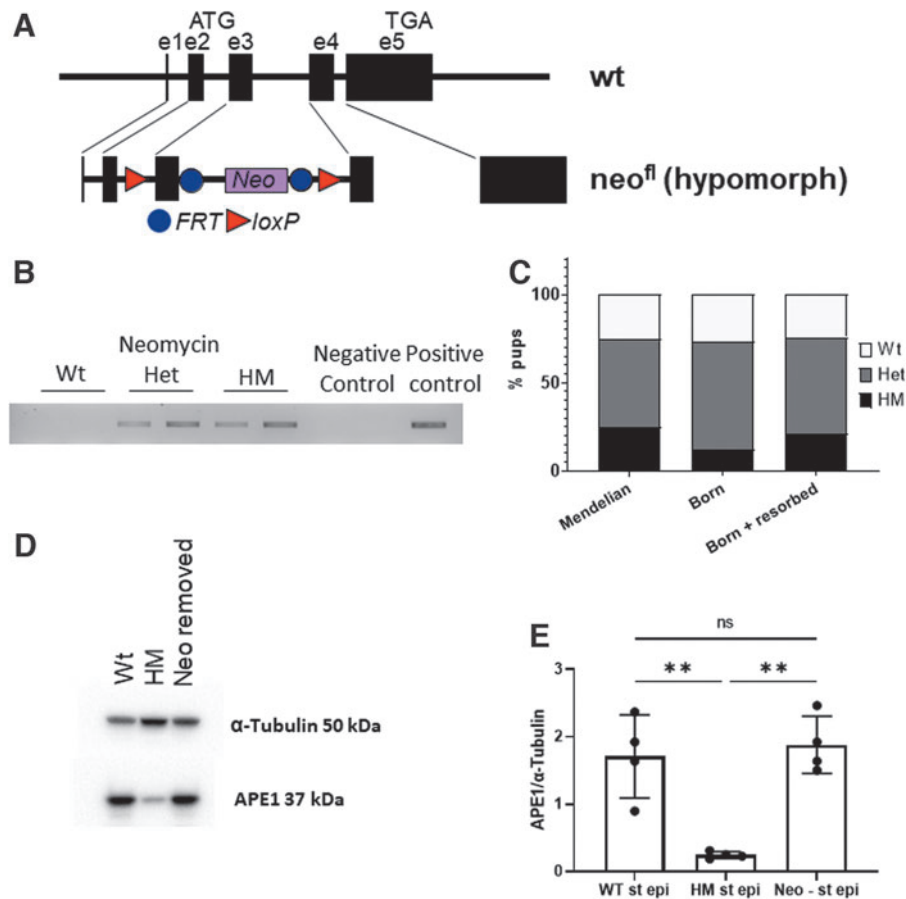 A
ATG
TGA
e1 e2 e3 e4 e5
wt
Neo
neofl (hypomorph)
FRT loxP
B
Neomycin
Wt
Het
HM
Negative Control
Positive control
C
% pups
100
50
0
Mendelian
Born
Born + resorbed
Wt
Het
HM
D
Wt
HM
Neo removed
α-Tubulin 50 kDa
APE1 37 kDa
E
ns
** **
APE1/α-Tubulin
3
2
1
0
WT st epi
HM st epi
Neo - st epi